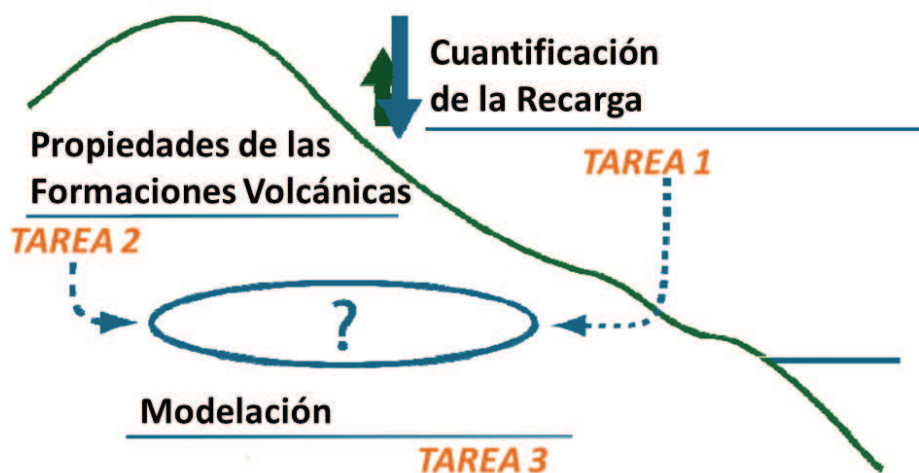 Cuantificación
de la Recarga
TAREA 1
Propiedades de las
Formaciones Volcánicas
TAREA 2
?
Modelación
TAREA 3